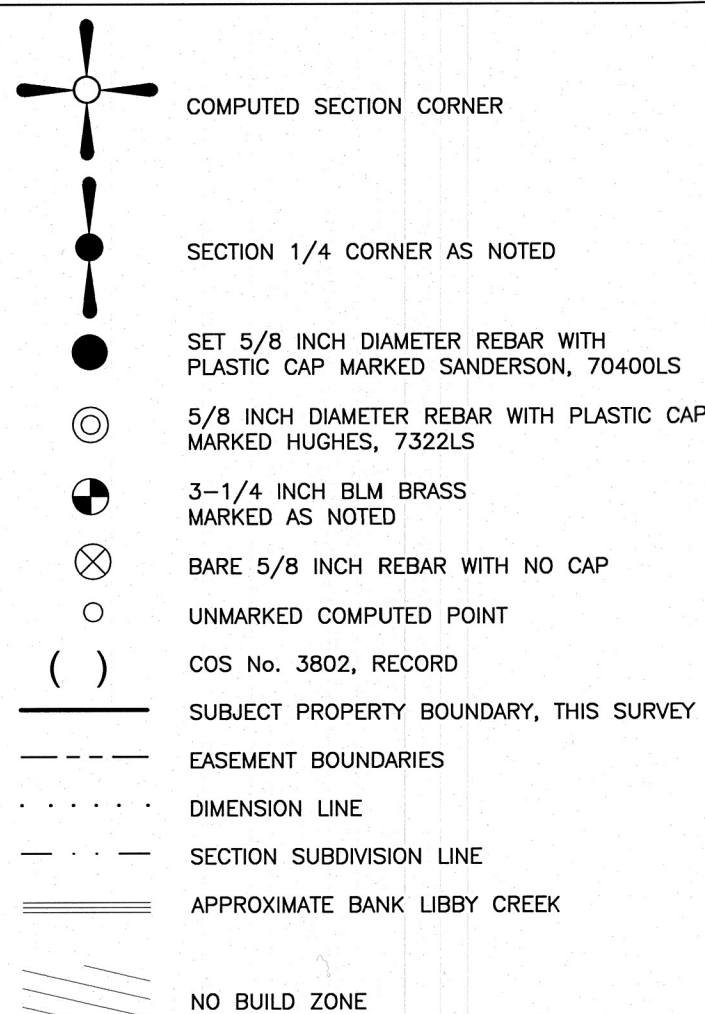 COMPUTED SECTION CORNER
SECTION 1/4 CORNER AS NOTED
SET 5/8 INCH DIAMETER REBAR WITH
PLASTIC CAP MARKED SANDERSON, 70400LS
5/8 INCH DIAMETER REBAR WITH PLASTIC CAP
MARKED HUGHES, 7322LS
3-1/4 INCH BLM BRASS
MARKED AS NOTED
BARE 5/8 INCH REBAR WITH NO CAP
UNMARKED COMPUTED POINT
( ) COS No. 3802, RECORD
SUBJECT PROPERTY BOUNDARY, THIS SURVEY
EASEMENT BOUNDARIES
DIMENSION LINE
SECTION SUBDIVISION LINE
APPROXIMATE BANK LIBBY CREEK
NO BUILD ZONE